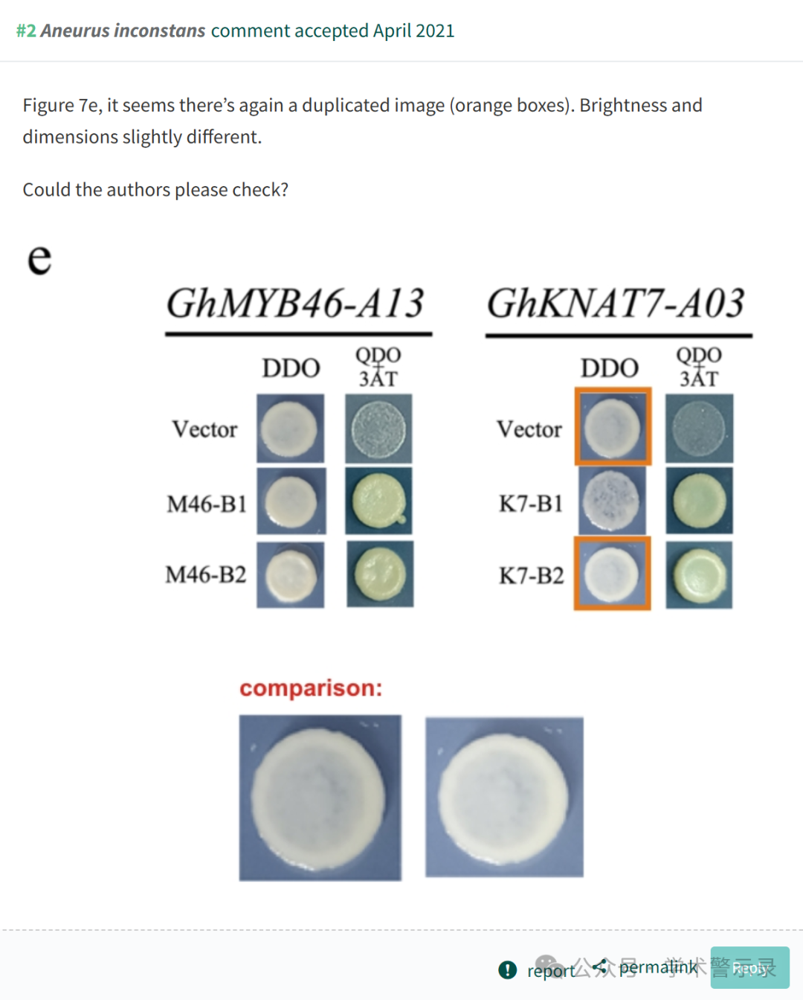 #2 Aneurus inconstans comment accepted April 2021
Figure 7e, it seems there’s again a duplicated image (orange boxes). Brightness and
dimensions slightly different.
Could the authors please check?
e
GhMYB46-A13 GhKNAT7-A03
DDO QDO + 3AT DDO QDO + 3AT
Vector Vector
M46-B1 K7-B1
M46-B2 K7-B2
comparison:
report permalink Reply
公众号 · 学术警示录